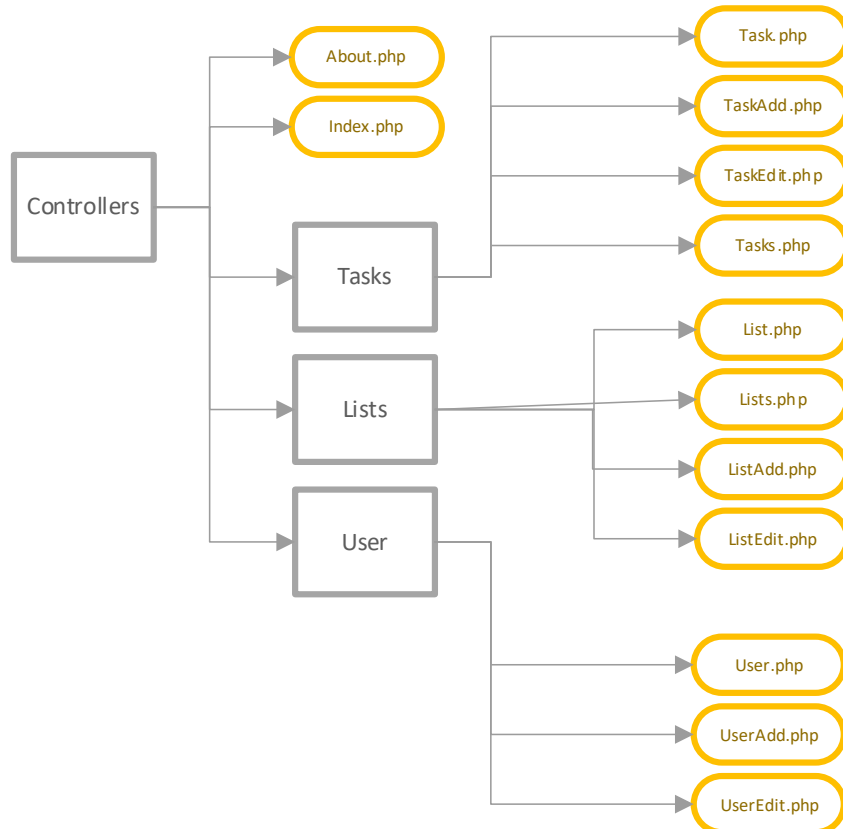 About.php
Index.php
Controllers
Tasks
Lists
User
Task.php
TaskAdd.php
TaskEdit.php
Tasks.php
List.php
Lists.php
ListAdd.php
ListEdit.php
User.php
UserAdd.php
UserEdit.php